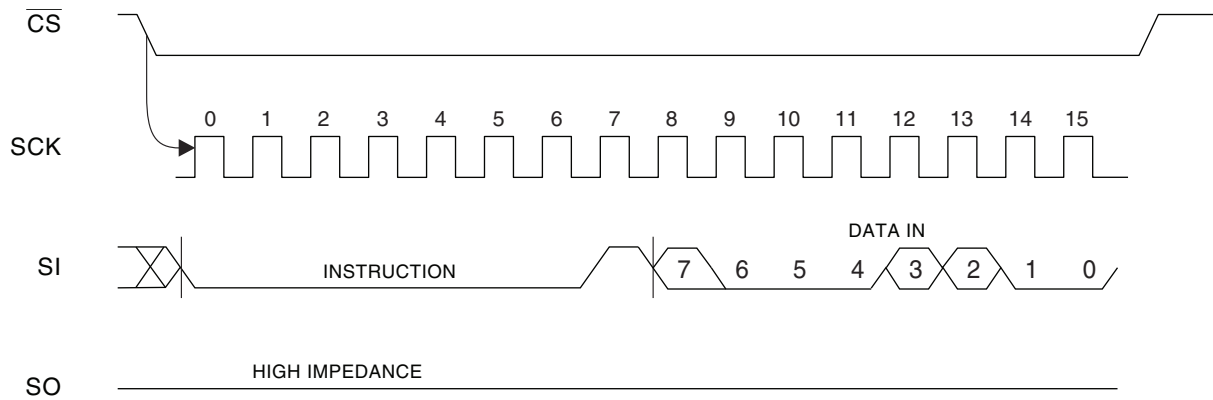 CS
0 1 2 3 4 5 6 7 8 9 10 11 12 13 14 15
SCK
DATA IN
SI INSTRUCTION 7 6 5 4 3 2 1 0
HIGH IMPEDANCE
SO